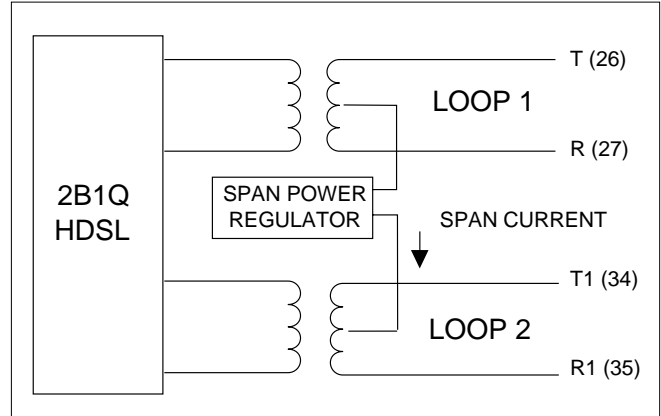 T (26)
LOOP 1
R (27)
2B1Q
HDSL
SPAN POWER
REGULATOR
SPAN CURRENT
T1 (34)
LOOP 2
R1 (35)